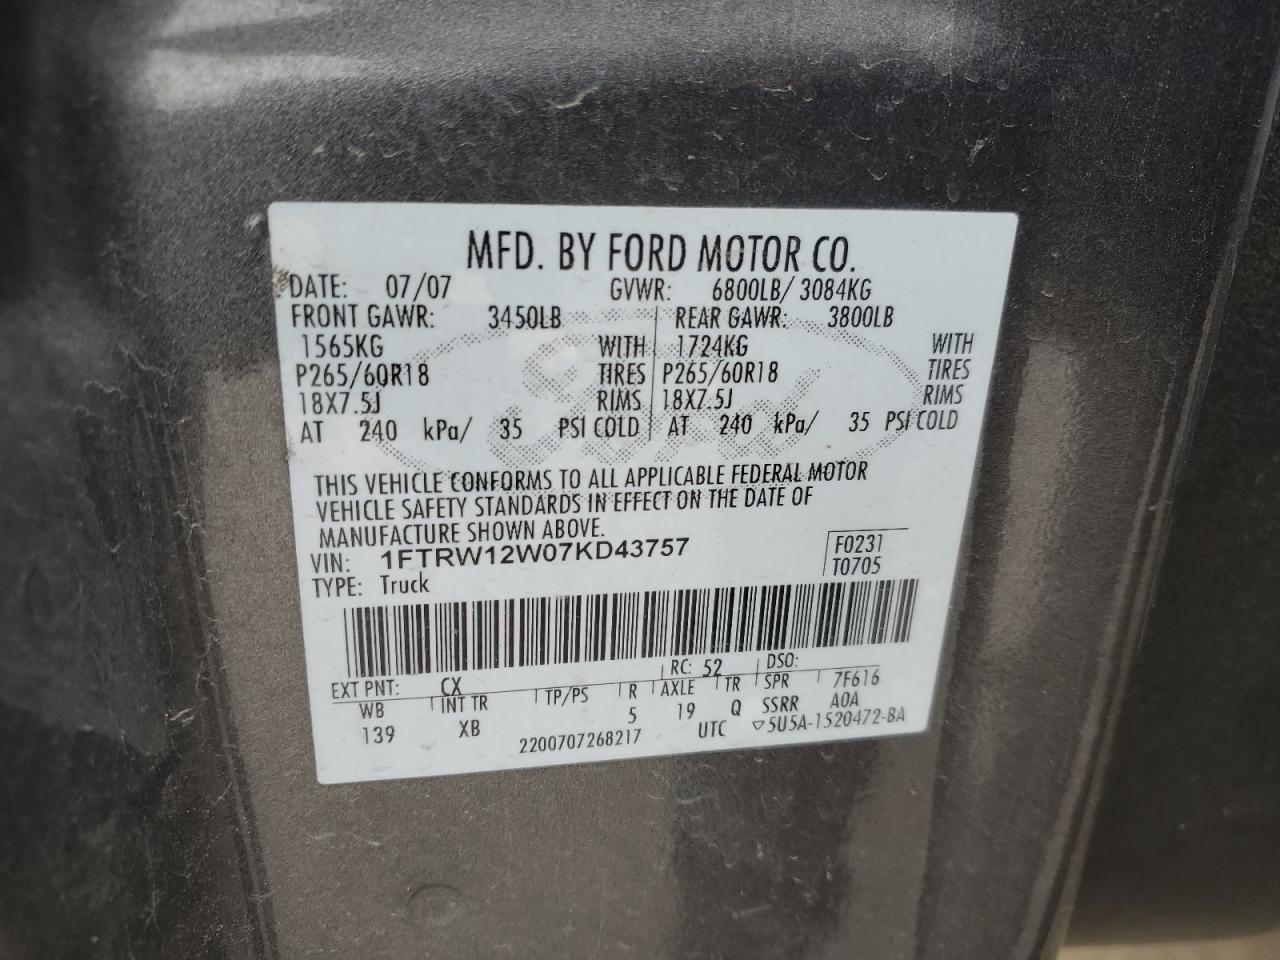 MFD. BY FORD MOTOR CO.
DATE: 07/07 GVWR: 6800LB/ 3084KG
FRONT GAWR: 3450LB REAR GAWR: 3800LB
1565KG WITH 1724KG WITH
P265/60R18 TIRES P265/60R18 TIRES
18X7.5J RIMS 18X7.5J RIMS
AT 240 kPa/ 35 PSI COLD AT 240 kPa/ 35 PSI COLD
THIS VEHICLE CONFORMS TO ALL APPLICABLE FEDERAL MOTOR
VEHICLE SAFETY STANDARDS IN EFFECT ON THE DATE OF
MANUFACTURE SHOWN ABOVE.
VIN: 1FTRW12W07KD43757 F0231
TYPE: Truck T0705
EXT PNT: CX RC: 52 DSO:
WB INT TR TP/PS R AXLE TR SPR 7F616
139 XB 5 19 Q SSRR A0A
2200707268217 UTC ▽5U5A-1520472-BA